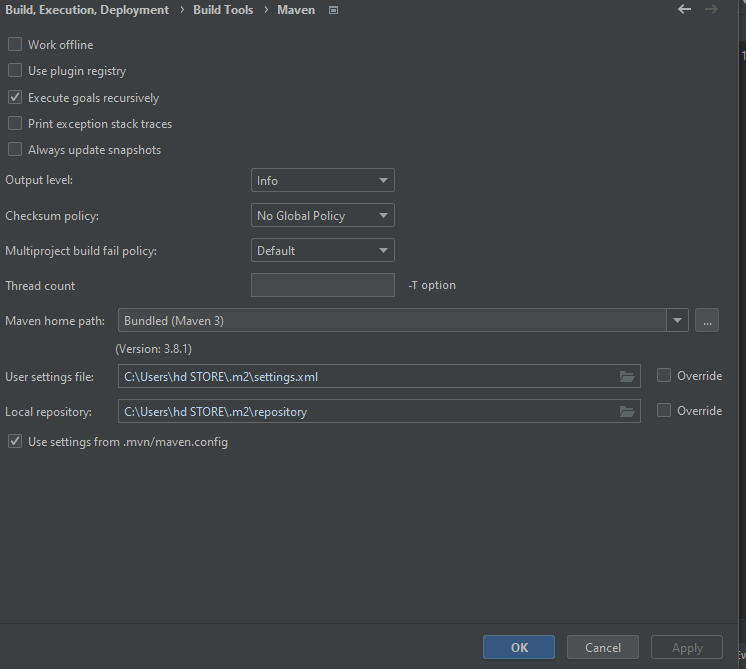 Build, Execution, Deployment › Build Tools › Maven
Work offline
Use plugin registry
Execute goals recursively
Print exception stack traces
Always update snapshots
Output level: Info
Checksum policy: No Global Policy
Multiproject build fail policy: Default
Thread count -T option
Maven home path: Bundled (Maven 3) ...
(Version: 3.8.1)
User settings file: C:\Users\hd STORE\.m2\settings.xml Override
Local repository: C:\Users\hd STORE\.m2\repository Override
Use settings from .mvn/maven.config
OK Cancel Apply